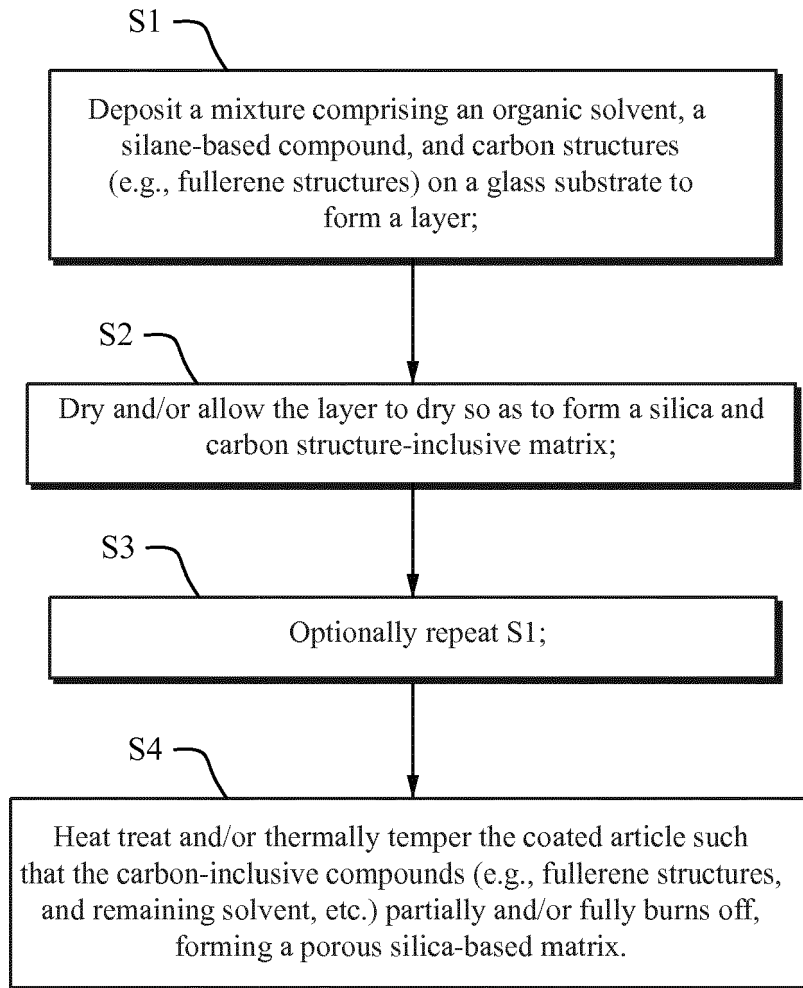 S1
Deposit a mixture comprising an organic solvent, a
silane-based compound, and carbon structures
(e.g., fullerene structures) on a glass substrate to
form a layer;
S2
Dry and/or allow the layer to dry so as to form a silica and
carbon structure-inclusive matrix;
S3
Optionally repeat S1;
S4
Heat treat and/or thermally temper the coated article such
that the carbon-inclusive compounds (e.g., fullerene structures,
and remaining solvent, etc.) partially and/or fully burns off,
forming a porous silica-based matrix.